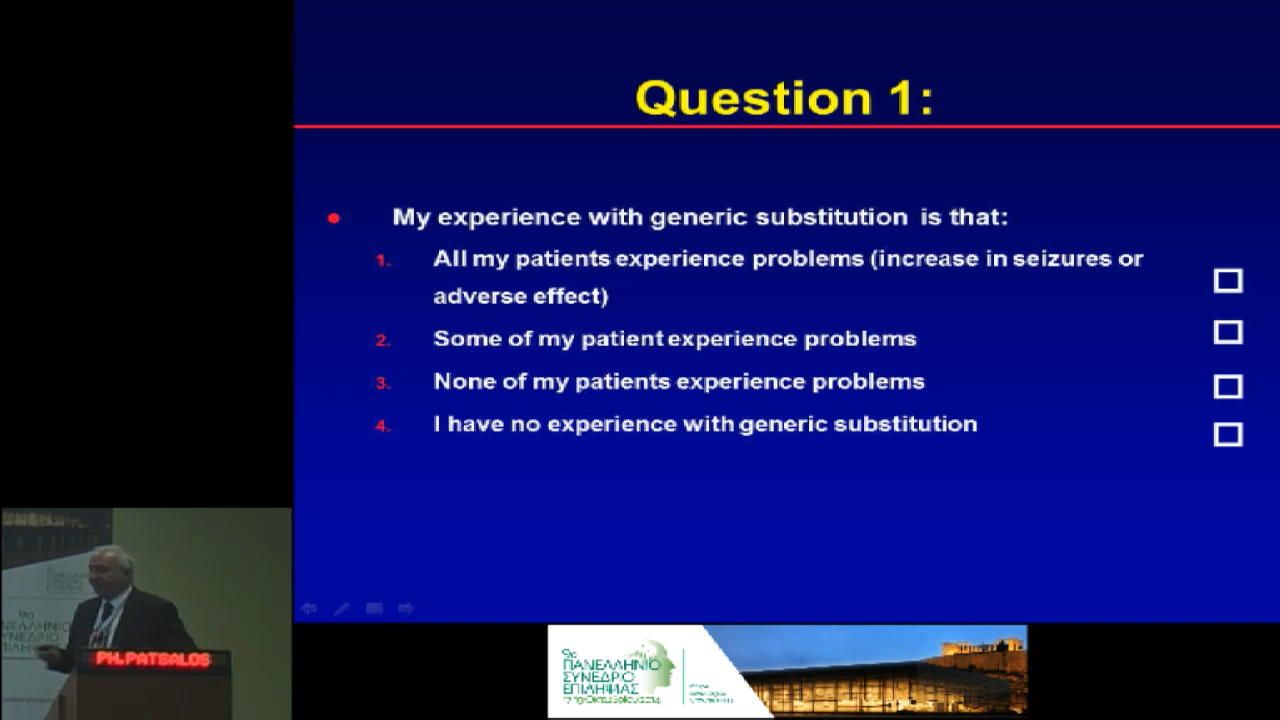 Question 1:
• My experience with generic substitution is that:
1. All my patients experience problems (increase in seizures or
adverse effect)
2. Some of my patient experience problems
3. None of my patients experience problems
4. I have no experience with generic substitution
PH.PATSALOS
9ο
ΠΑΝΕΛΛΗΝΙΟ
ΣΥΝΕΔΡΙΟ
ΕΠΙΛΗΨΙΑΣ